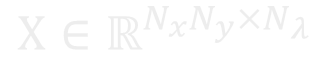 X ∈ ℝ^{N_x N_y × N_λ}